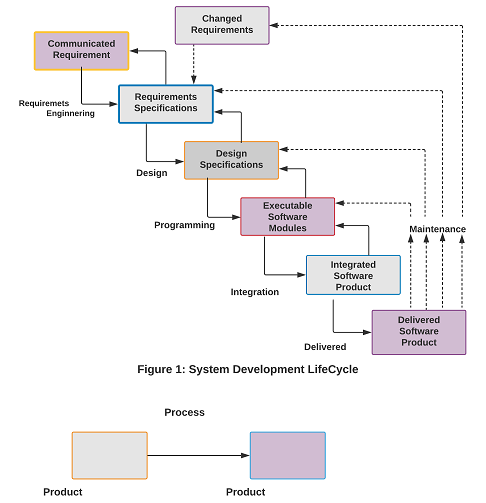 Changed
Requirements
Communicated
Requirement
Requirements
Specifications
Requiremets
Enginnering
Design
Specifications
Design
Executable
Software
Modules
Programming
Maintenance
Integrated
Software
Product
Integration
Delivered
Software
Product
Delivered
Figure 1: System Development LifeCycle
Process
Product
Product